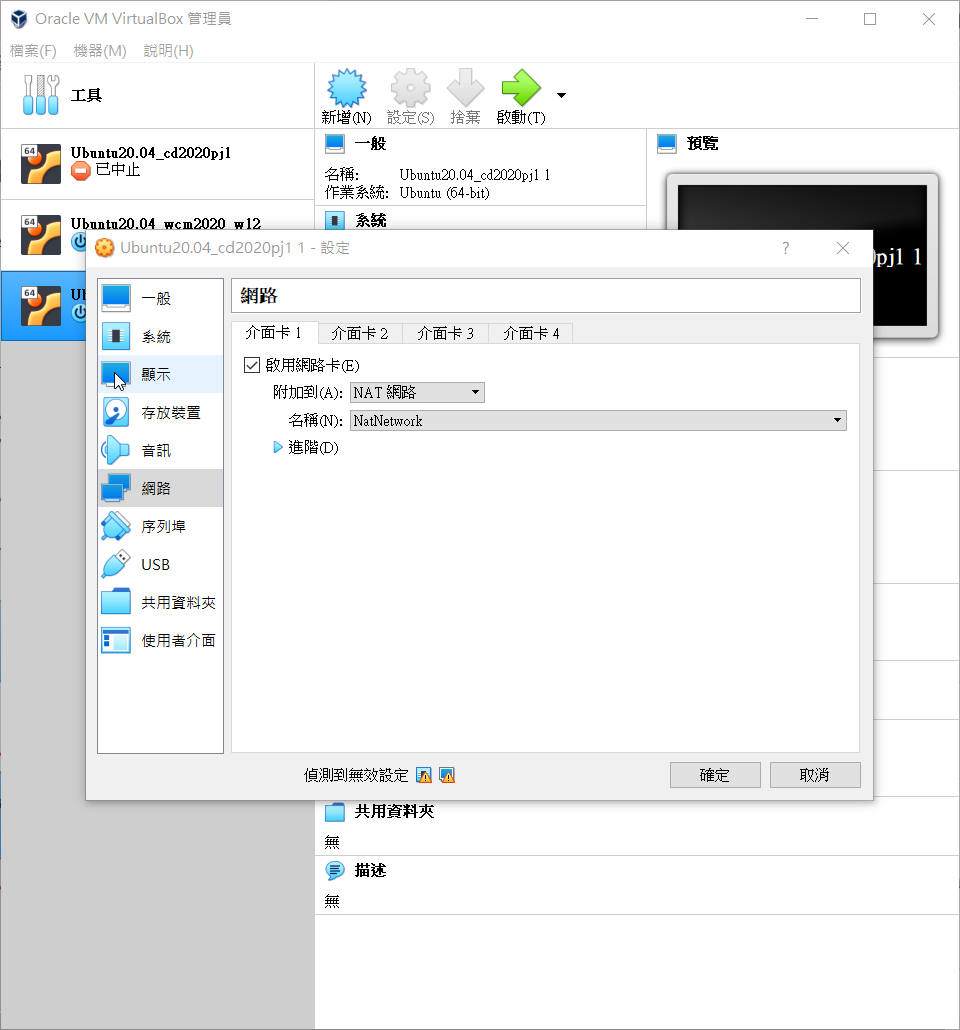 Oracle VM VirtualBox 管理員
檔案(F) 機器(M) 說明(H)
工具
新增(N) 設定(S) 捨棄 啟動(T)
64
Ubuntu20.04_cd2020pj1
已中止
64
Ubuntu20.04_wcm2020_w12
64
一般
名稱: Ubuntu20.04_cd2020pj1 1
作業系統: Ubuntu (64-bit)
系統
預覽
pj1 1
Ubuntu20.04_cd2020pj1 1 - 設定
?
一般
系統
顯示
存放裝置
音訊
網路
序列埠
USB
共用資料夾
使用者介面
網路
介面卡 1 介面卡 2 介面卡 3 介面卡 4
啟用網路卡(E)
附加到(A): NAT 網路
名稱(N): NatNetwork
進階(D)
偵測到無效設定
確定 取消
共用資料夾
無
描述
無